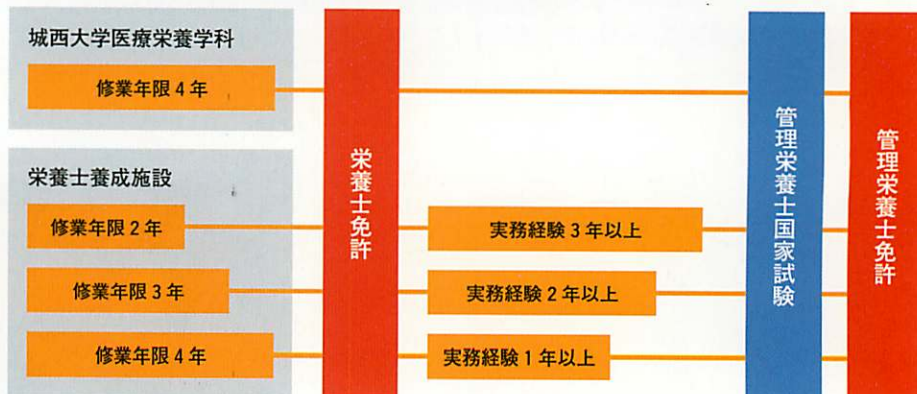 城西大学医療栄養学科
修業年限4年
栄養士養成施設
修業年限2年
修業年限3年
修業年限4年
栄養士免許
実務経験3年以上
実務経験2年以上
実務経験1年以上
管理栄養士国家試験
管理栄養士免許